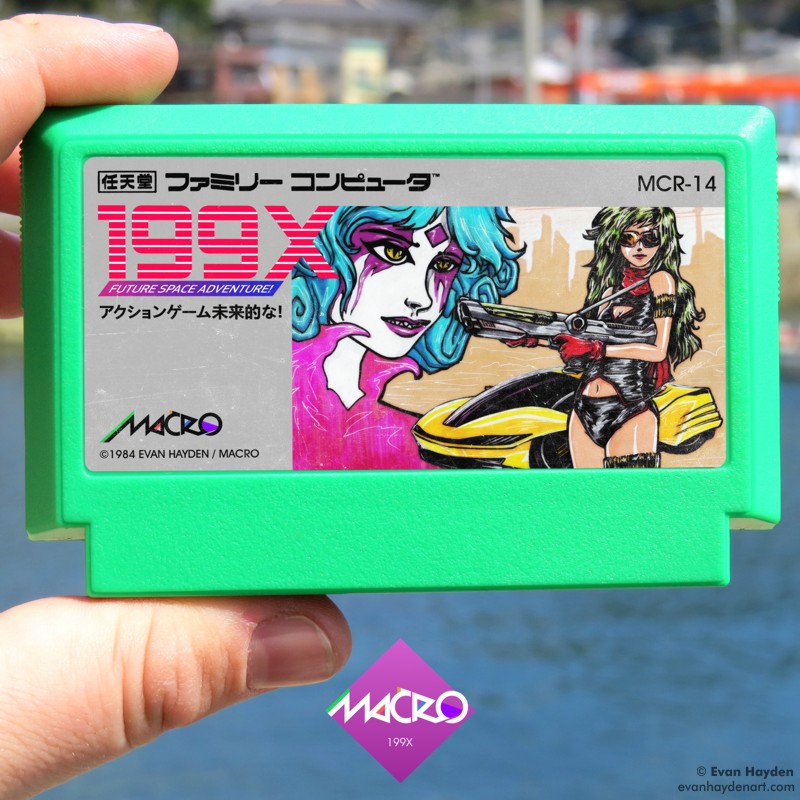 任天堂 ファミリー コンピュータ™ MCR-14
199X
FUTURE SPACE ADVENTURE!
アクションゲーム未来的な!
MACRO
©1984 EVAN HAYDEN / MACRO
MACRO
199X
© Evan Hayden
evanhaydenart.com